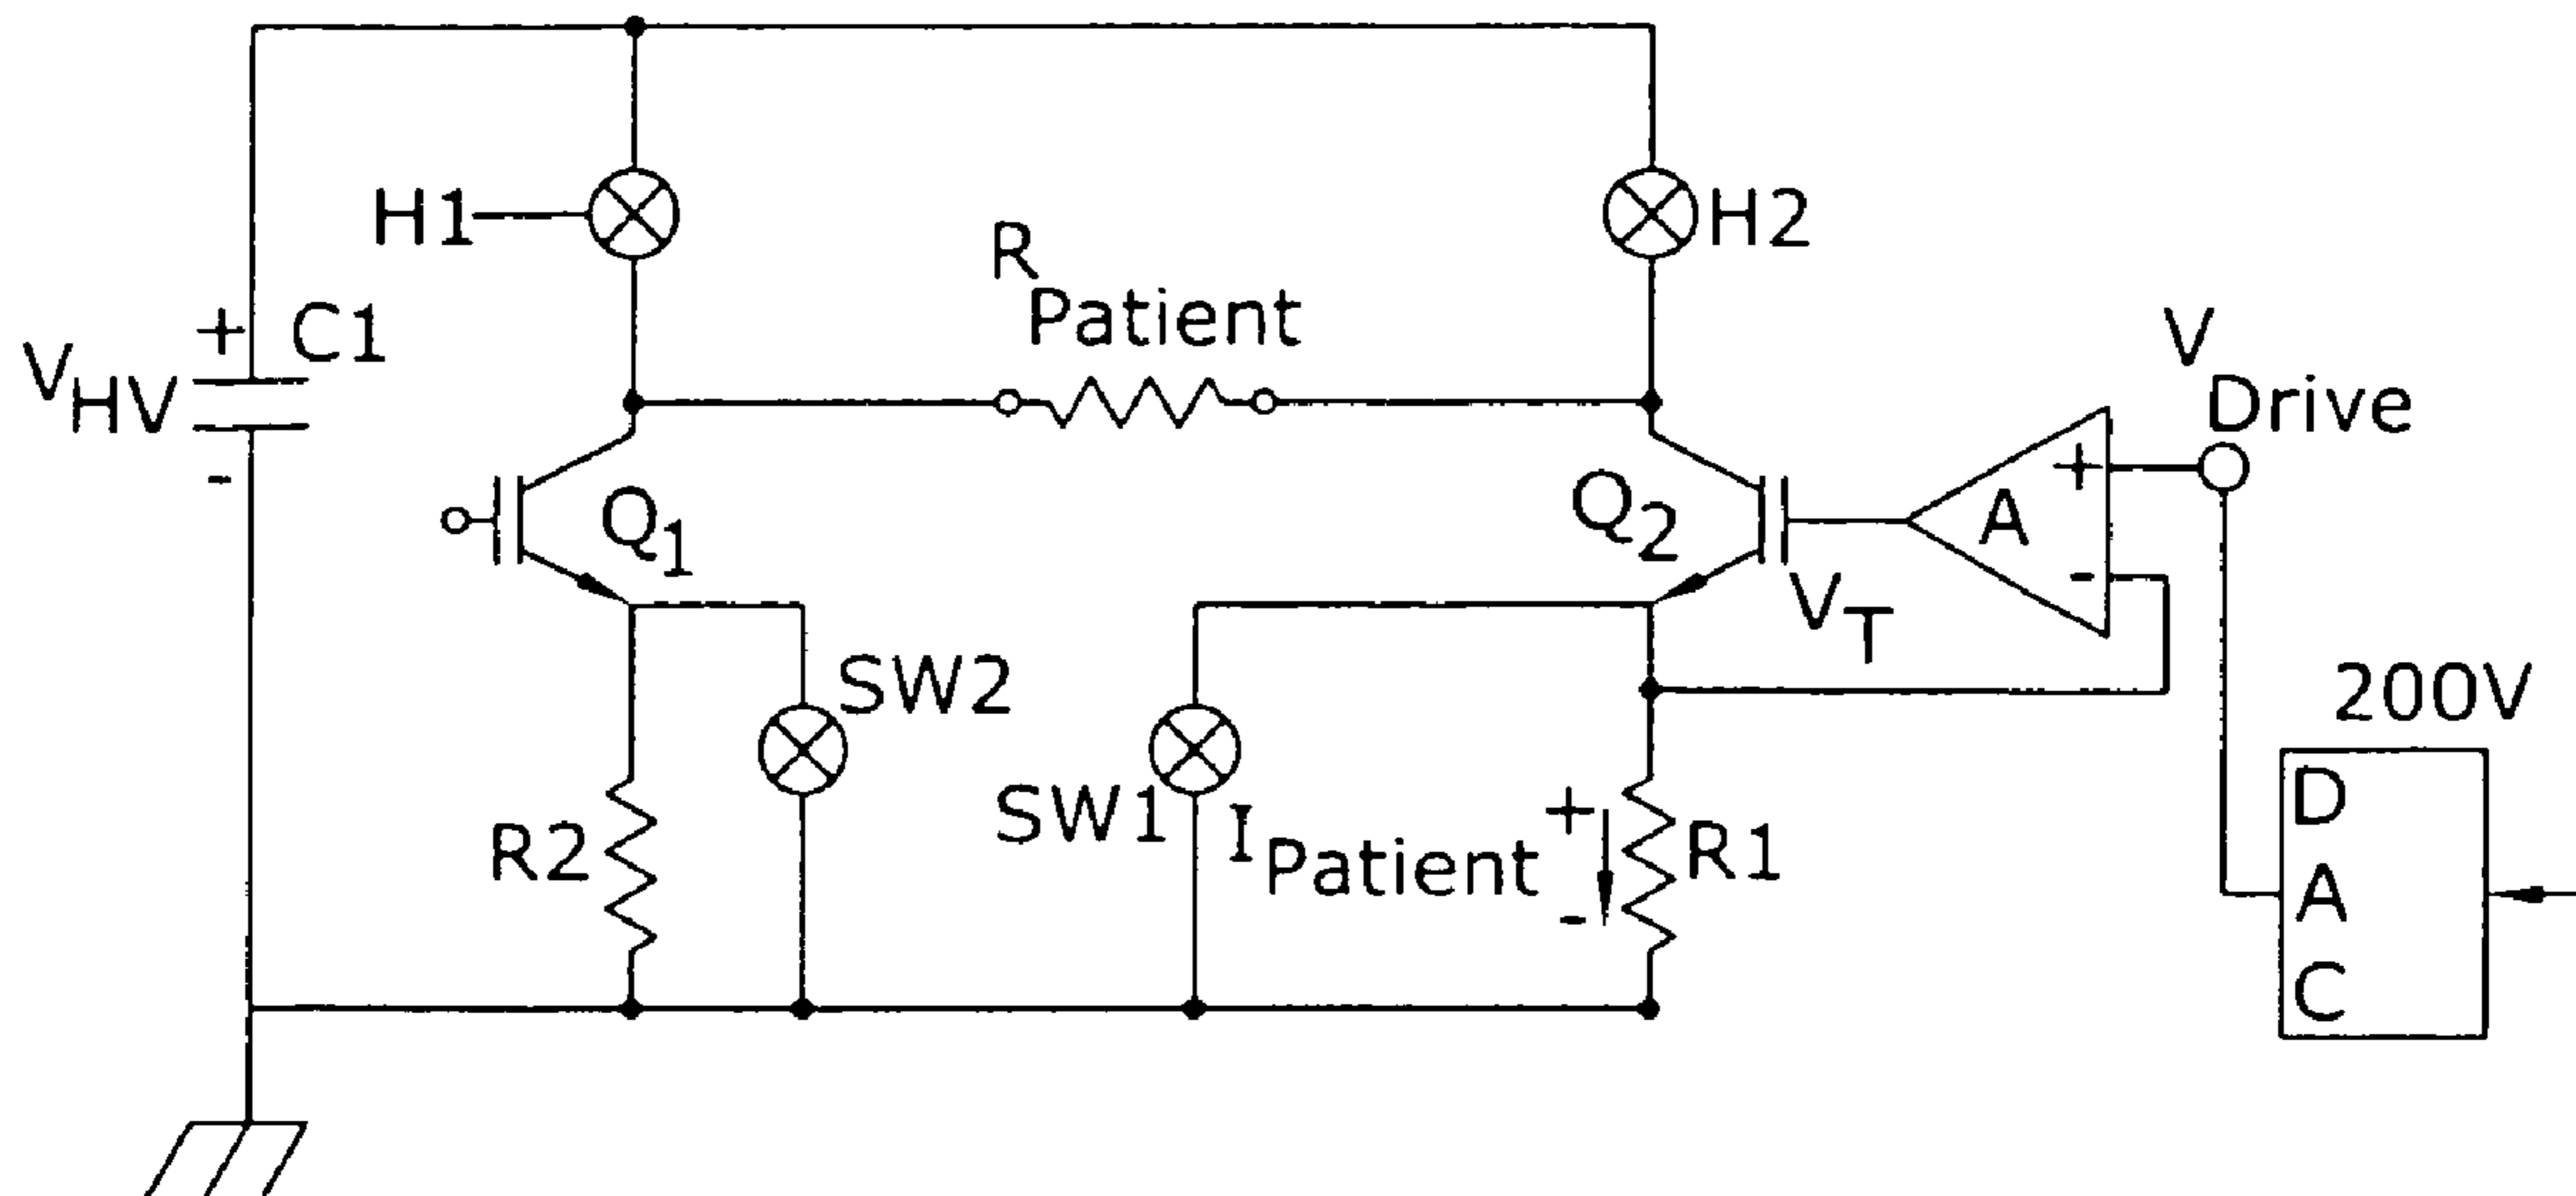 H1
H2
R
Patient
+
C1
V
HV
-
V
Drive
Q
1
Q
2
A
+
-
V
T
SW2
200V
SW1
I
Patient
+
-
R2
R1
D
A
C